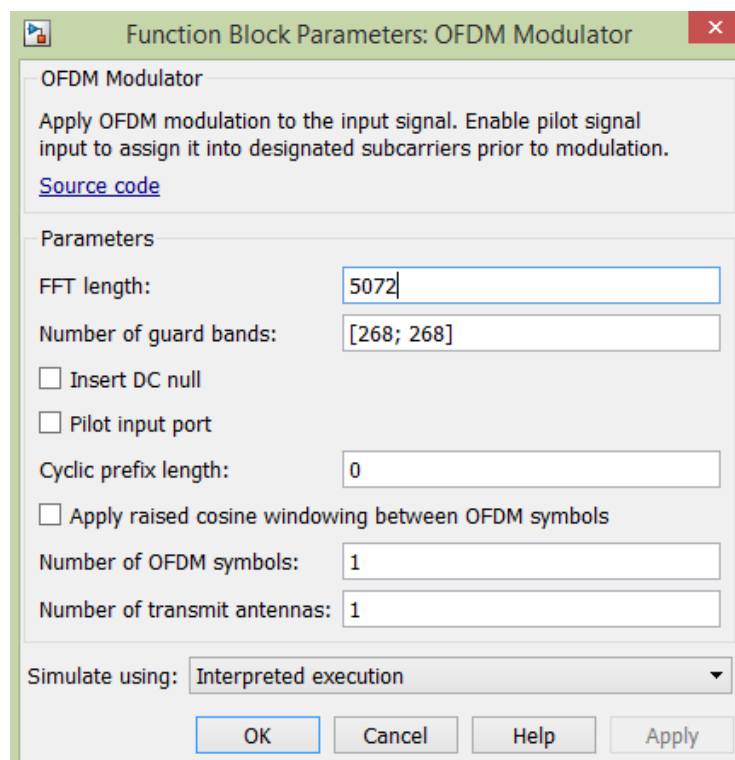 Function Block Parameters: OFDM Modulator
OFDM Modulator
Apply OFDM modulation to the input signal. Enable pilot signal
input to assign it into designated subcarriers prior to modulation.
Source code
Parameters
FFT length: 5072
Number of guard bands: [268; 268]
Insert DC null
Pilot input port
Cyclic prefix length: 0
Apply raised cosine windowing between OFDM symbols
Number of OFDM symbols: 1
Number of transmit antennas: 1
Simulate using: Interpreted execution
OK Cancel Help Apply